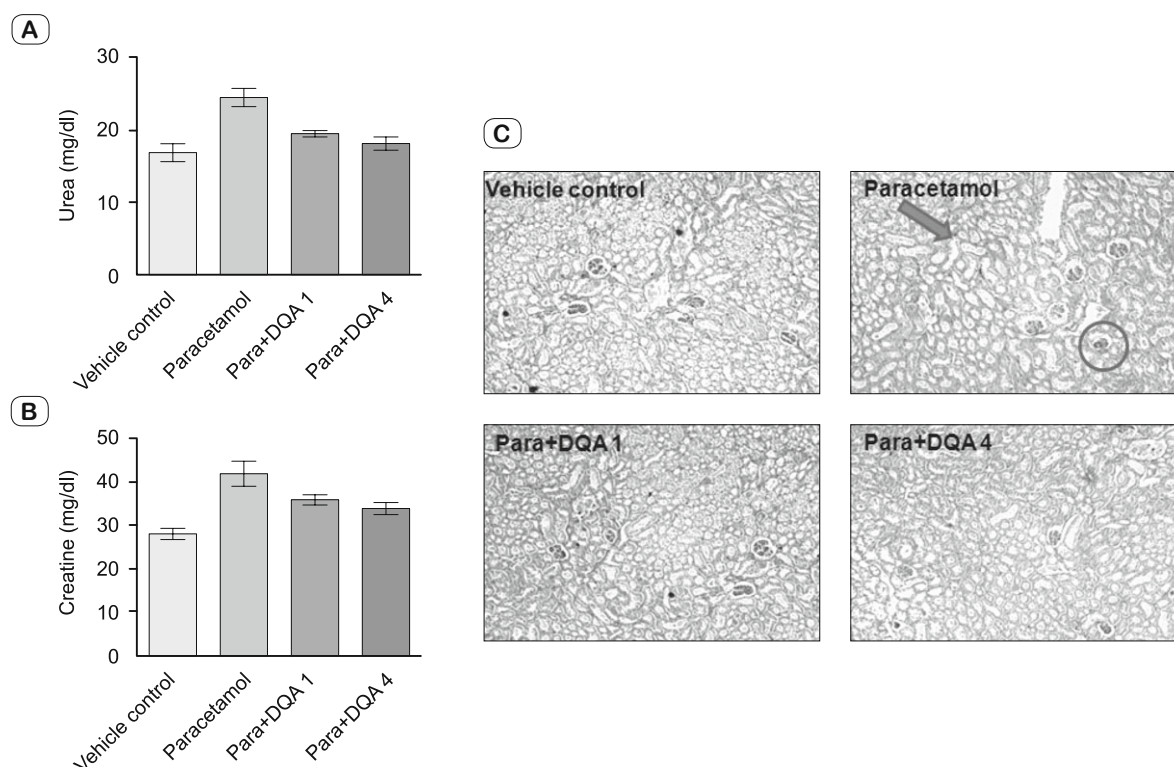 A
30
20
10
0
Urea (mg/dl)
Vehicle control
Paracetamol
Para+DQA 1
Para+DQA 4
B
50
40
30
20
10
0
Creatine (mg/dl)
Vehicle control
Paracetamol
Para+DQA 1
Para+DQA 4
C
Vehicle control
Paracetamol
Para+DQA 1
Para+DQA 4